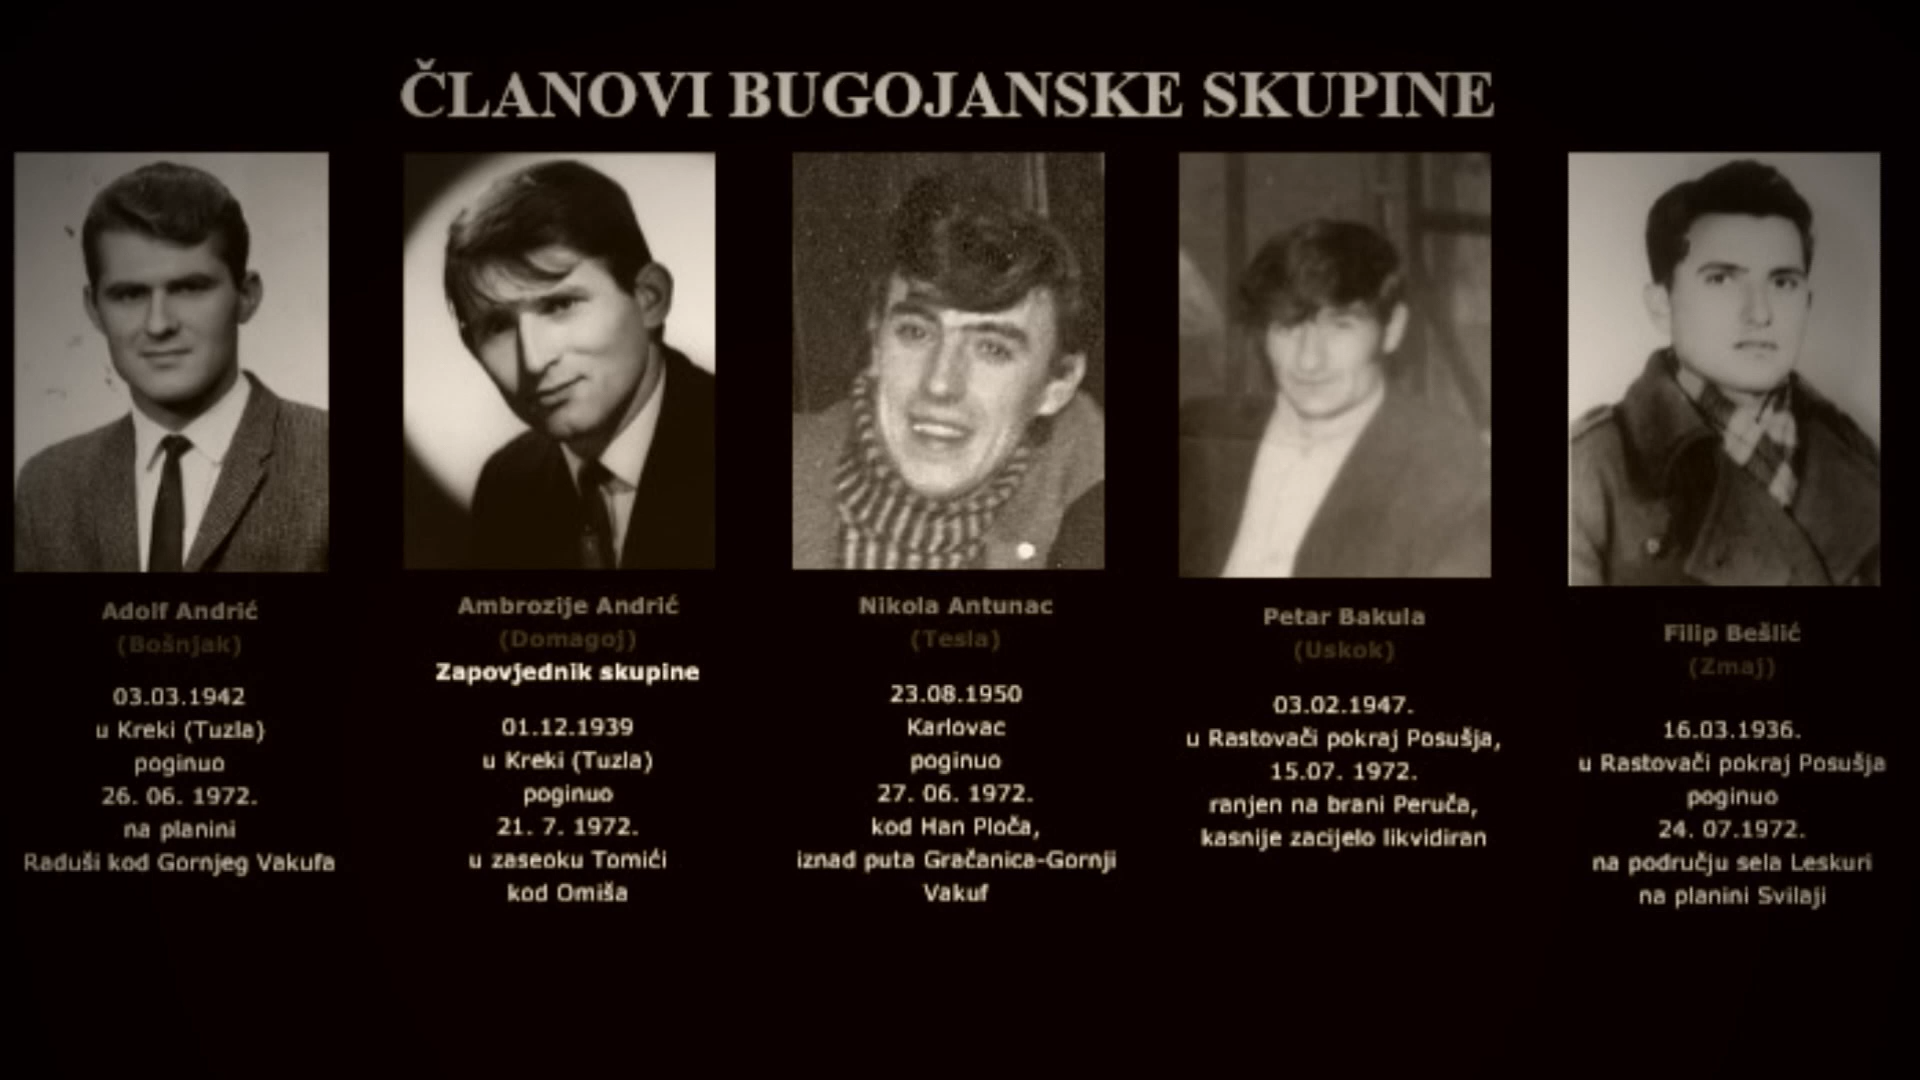 ČLANOVI BUGOJANSKE SKUPINE
Adolf Andrić
(Bošnjak)
03.03.1942
u Kreki (Tuzla)
poginuo
26. 06. 1972.
na planini
Raduši kod Gornjeg Vakufa
Ambrozije Andrić
(Domagoj)
Zapovjednik skupine
01.12.1939
u Kreki (Tuzla)
poginuo
21. 7. 1972.
u zaseoku Tomići
kod Omiša
Nikola Antunac
(Tesla)
23.08.1950
Karlovac
poginuo
27. 06. 1972.
kod Han Ploča,
iznad puta Gračanica-Gornji
Vakuf
Petar Bakula
(Uskok)
03.02.1947.
u Rastovači pokraj Posušja,
15.07. 1972.
ranjen na brani Peruča,
kasnije zacijelo likvidiran
Filip Bešlić
(Zmaj)
16.03.1936.
u Rastovači pokraj Posušja
poginuo
24. 07.1972.
na području sela Leskuri
na planini Svilaji